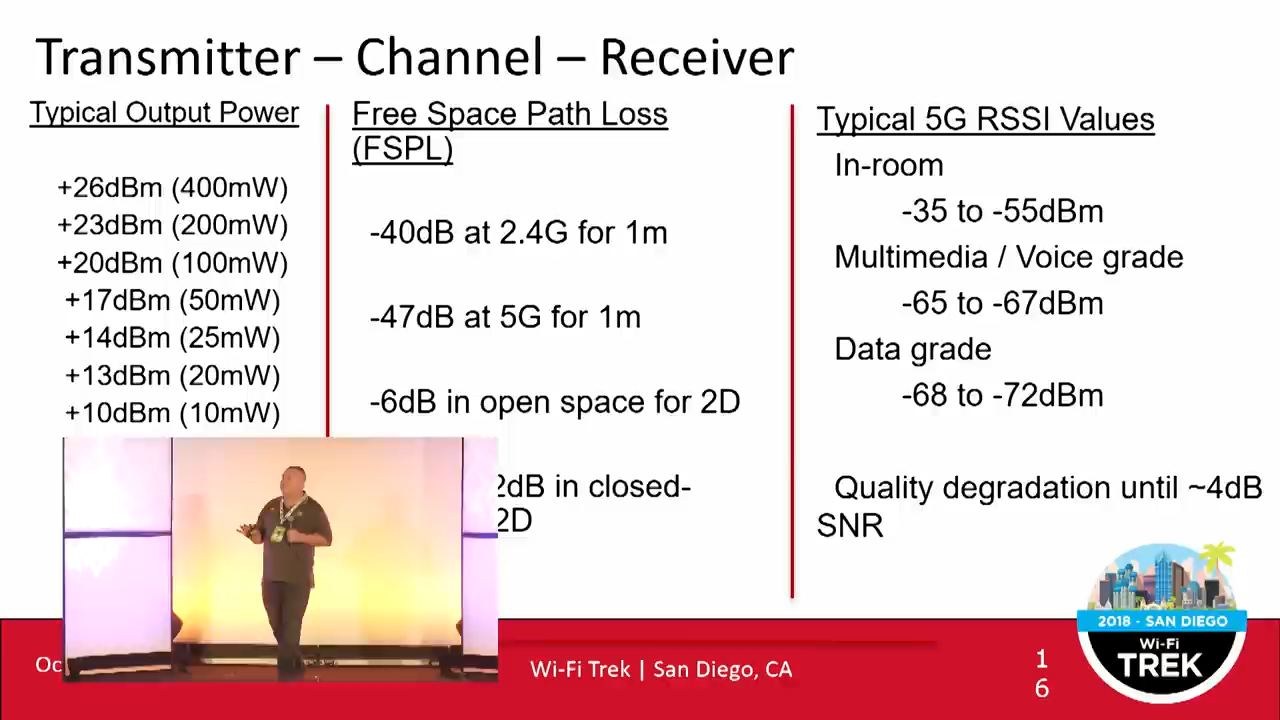 Transmitter – Channel – Receiver
Typical Output Power
+26dBm (400mW)
+23dBm (200mW)
+20dBm (100mW)
+17dBm (50mW)
+14dBm (25mW)
+13dBm (20mW)
+10dBm (10mW)
Free Space Path Loss
(FSPL)
-40dB at 2.4G for 1m
-47dB at 5G for 1m
-6dB in open space for 2D
2dB in closed-
2D
Typical 5G RSSI Values
In-room
-35 to -55dBm
Multimedia / Voice grade
-65 to -67dBm
Data grade
-68 to -72dBm
Quality degradation until ~4dB
SNR
Oc
Wi-Fi Trek | San Diego, CA
1
6
2018 - SAN DIEGO
Wi-Fi
TREK